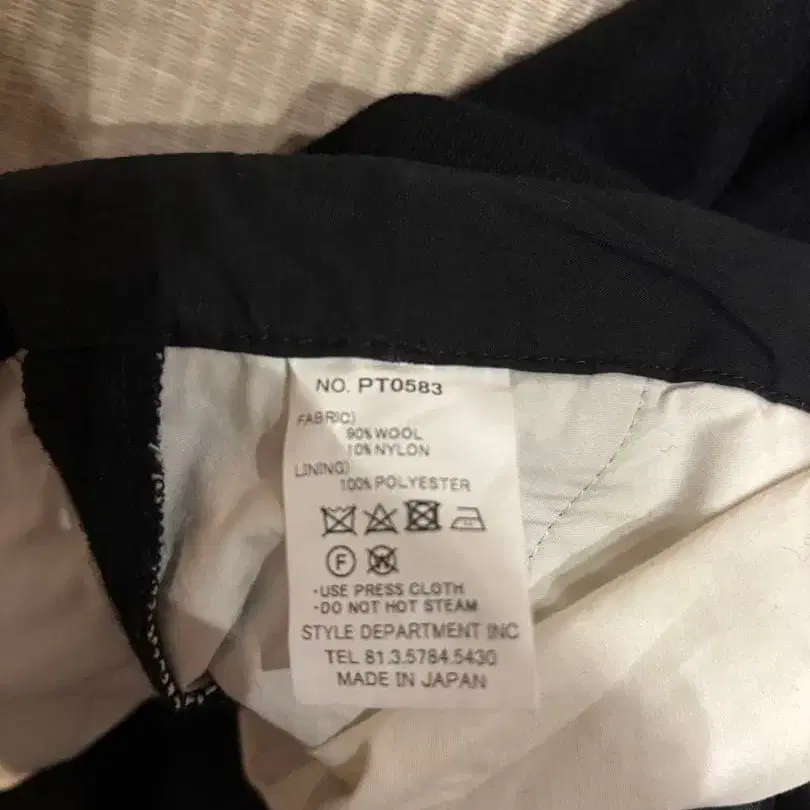 NO. PT0583
FABRIC)
90% WOOL
10% NYLON
LINING)
100% POLYESTER
F W
·USE PRESS CLOTH
·DO NOT HOT STEAM
STYLE DEPARTMENT INC
TEL 81.3.5784.5430
MADE IN JAPAN